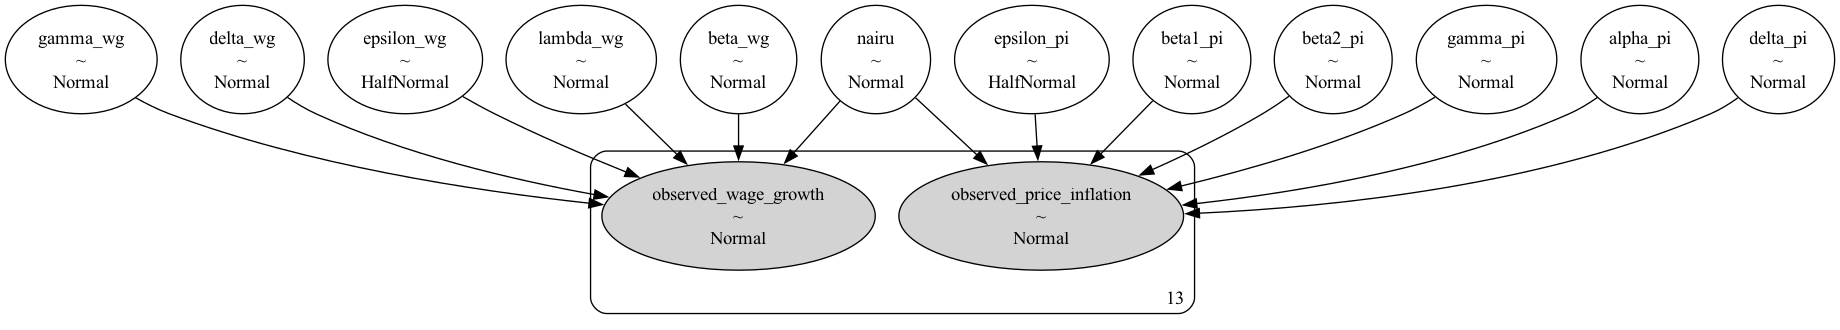 gamma_wg
~
Normal
delta_wg
~
Normal
epsilon_wg
~
HalfNormal
lambda_wg
~
Normal
beta_wg
~
Normal
nairu
~
Normal
epsilon_pi
~
HalfNormal
beta1_pi
~
Normal
beta2_pi
~
Normal
gamma_pi
~
Normal
alpha_pi
~
Normal
delta_pi
~
Normal
observed_wage_growth
~
Normal
observed_price_inflation
~
Normal
13